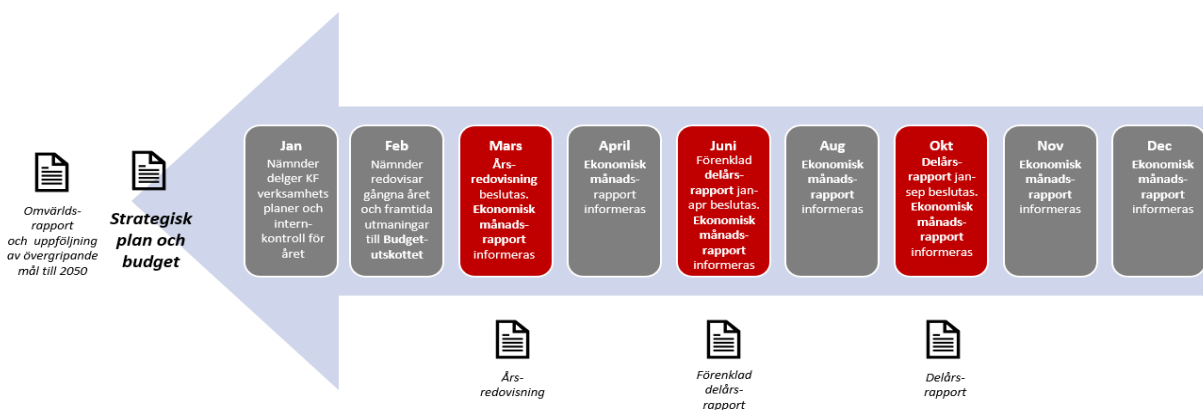 Omvärlds-
rapport
och  uppföljning
av övergripande
mål till 2050
Strategisk
plan och
budget
Jan
Nämnder
delger KF
verksamhets
planer och
intern-
kontroll för
året
Feb
Nämnder
redovisar
gångna året
och framtida
utmaningar
till Budget-
utskottet
Mars
Års-
redovisning
beslutas.
Ekonomisk
månads-
rapport
informeras
April
Ekonomisk
månads-
rapport
informeras
Juni
Förenklad
delårs-
rapport jan-
apr beslutas.
Ekonomisk
månads-
rapport
informeras
Aug
Ekonomisk
månads-
rapport
informeras
Okt
Delårs-
rapport jan-
sep beslutas.
Ekonomisk
månads-
rapport
informeras
Nov
Ekonomisk
månads-
rapport
informeras
Dec
Ekonomisk
månads-
rapport
informeras
Års-
redovisning
Förenklad
delårs-
rapport
Delårs-
rapport